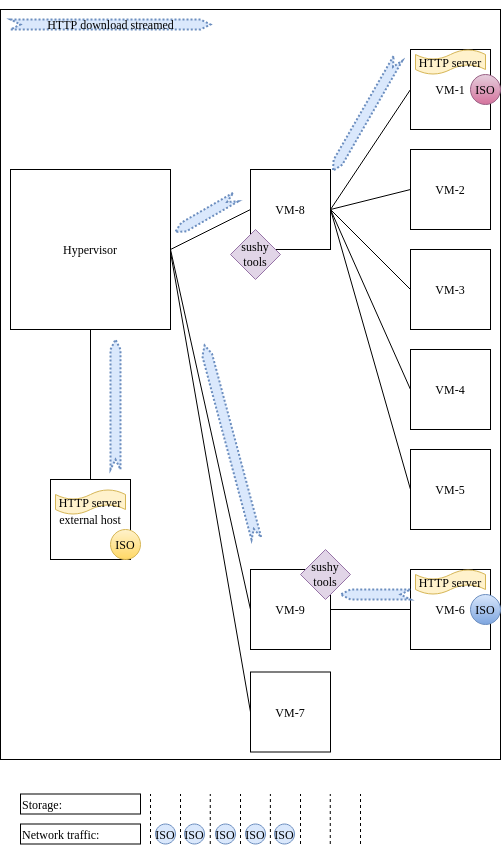 HTTP download streamed
HTTP server
VM-1
ISO
VM-8
sushy
tools
VM-2
Hypervisor
VM-3
VM-4
VM-5
HTTP server
external host
ISO
sushy
tools
VM-9
HTTP server
VM-6
ISO
VM-7
Storage:
Network traffic:
ISO
ISO
ISO
ISO
ISO